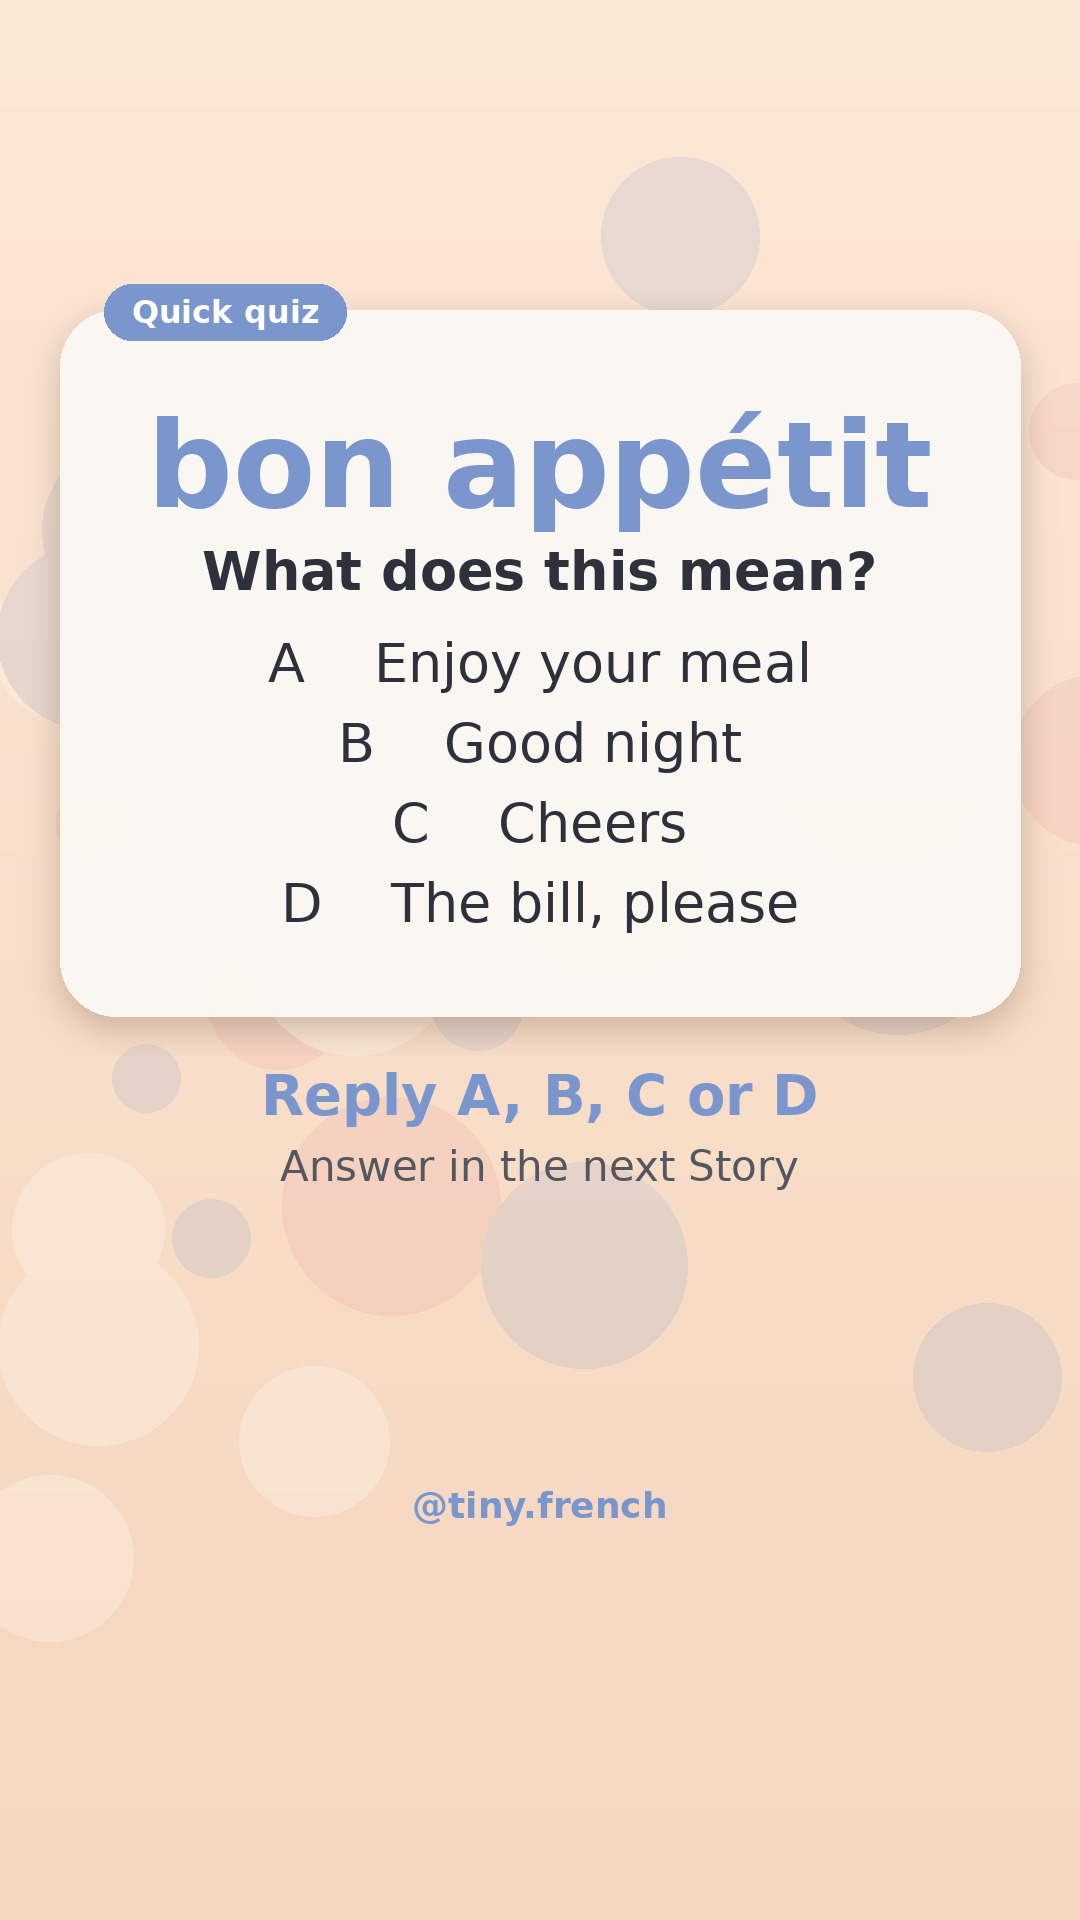 Quick quiz
bon appétit
What does this mean?
A Enjoy your meal
B Good night
C Cheers
D The bill, please
Reply A, B, C or D
Answer in the next Story
@tiny.french